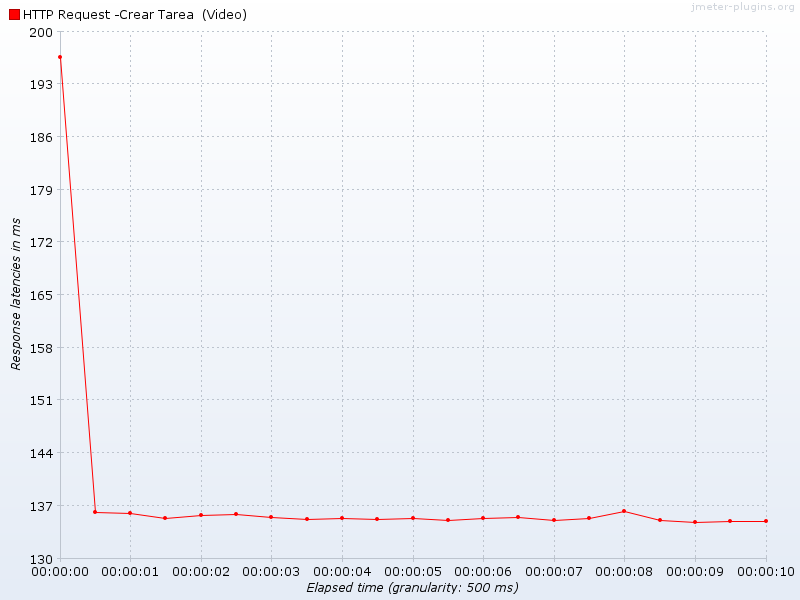 jmeter-plugins.org
HTTP Request -Crear Tarea  (Video)
200
193
186
179
172
165
158
151
144
137
130
Response latencies in ms
00:00:00 00:00:01 00:00:02 00:00:03 00:00:04 00:00:05 00:00:06 00:00:07 00:00:08 00:00:09 00:00:10
Elapsed time (granularity: 500 ms)